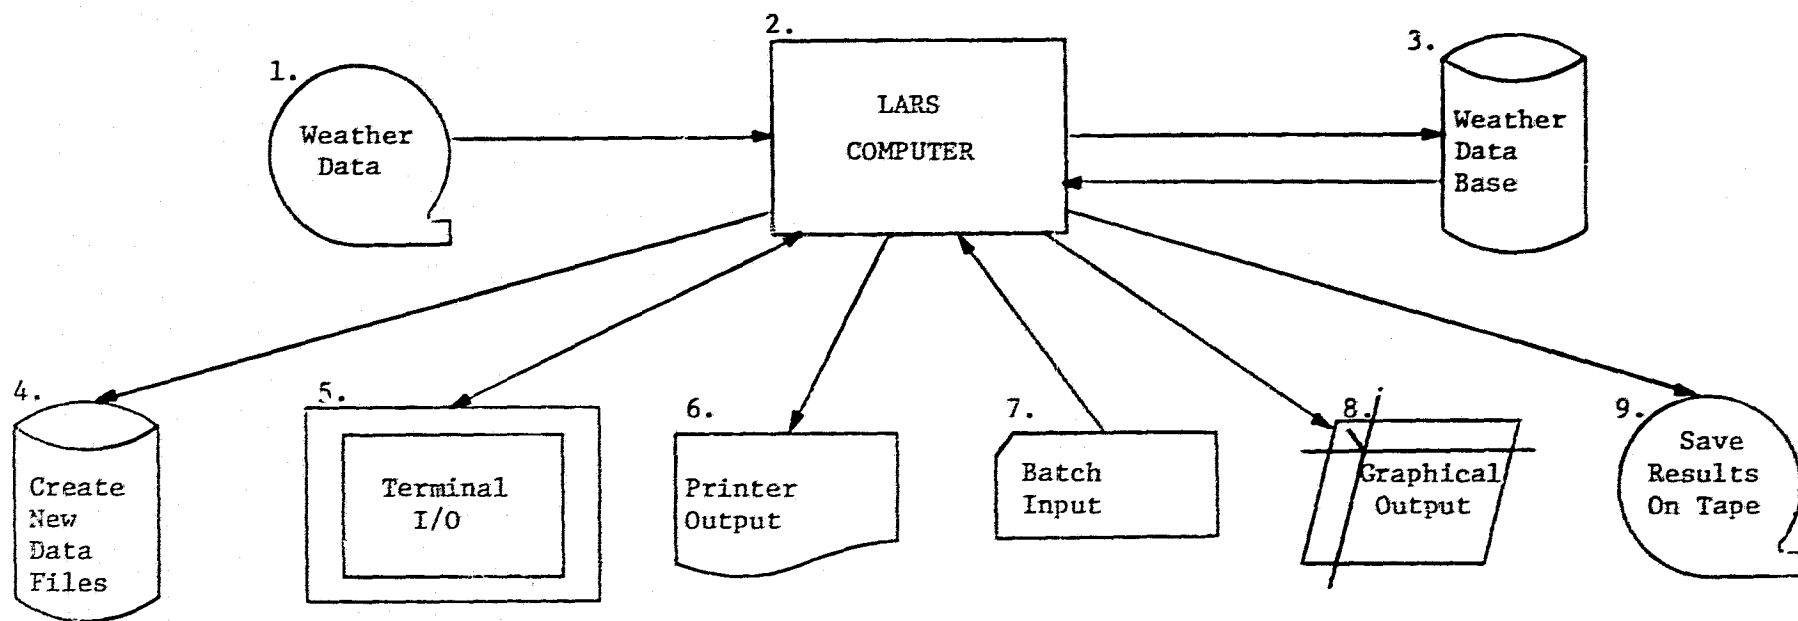 1.
Weather
Data
2.
LARS
COMPUTER
3.
Weather
Data
Base
4.
Create
New
Data
Files
5.
Terminal
I/O
6.
Printer
Output
7.
Batch
Input
8.
Graphical
Output
9.
Save
Results
On Tape